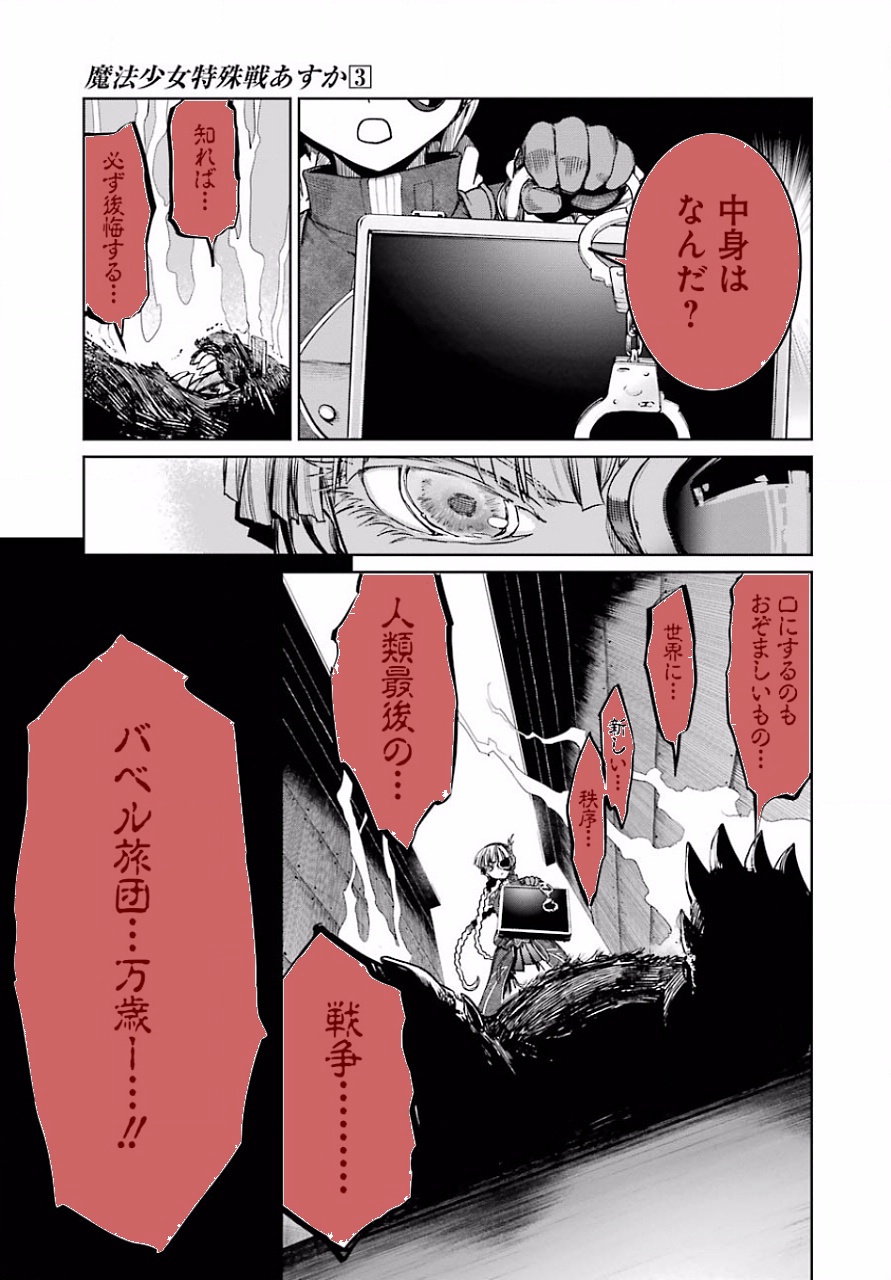 魔法少女特殊戦あすか3
中身は
なんだ?
知れば…
必ず後悔する…
口にするのも
おぞましいもの…
世界に…
新しい…
秩序…
人類最後の…
戦争…………
バベル旅団…万歳ー…!!